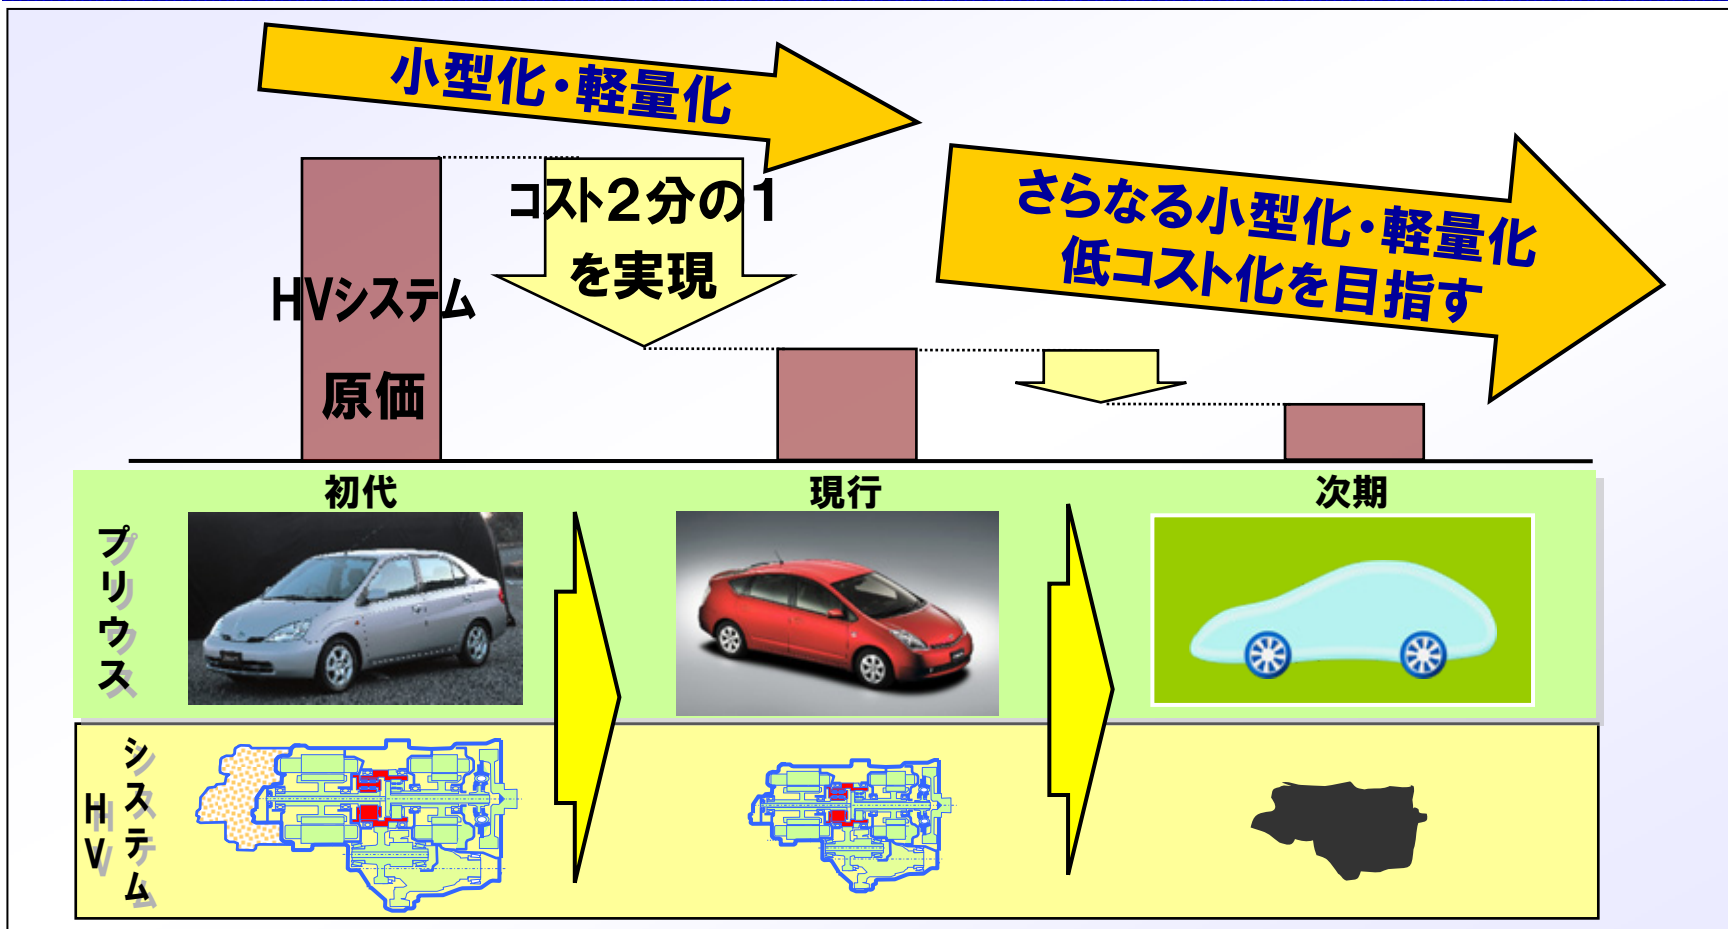 小型化・軽量化
さらなる小型化・軽量化
低コスト化を目指す
コスト2分の1
を実現
HVシステム
原価
初代
現行
次期
プリウス
HV
システム